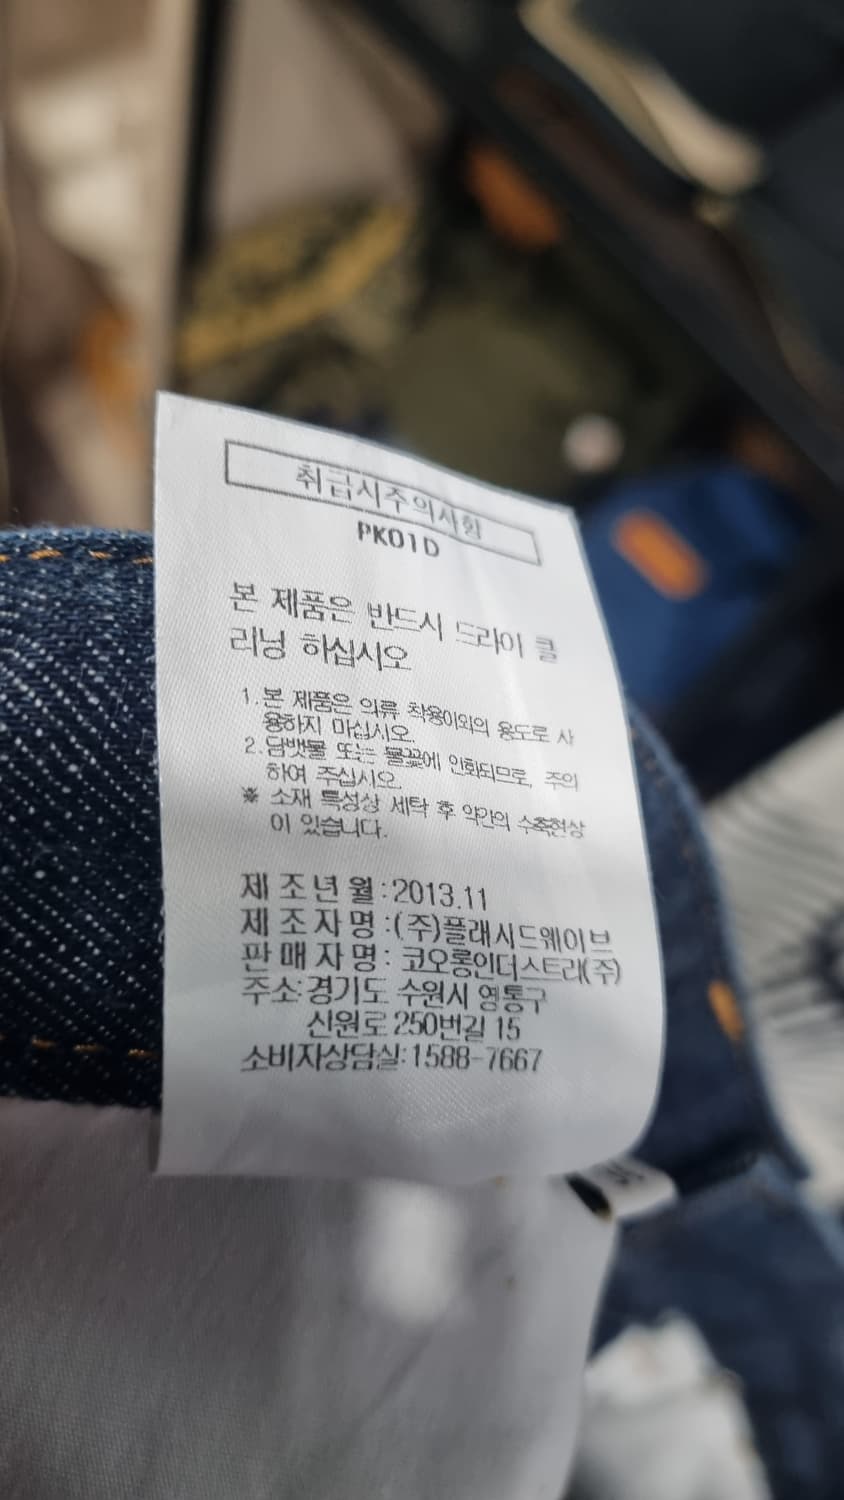 취급시주의사항
PK01D
본 제품은 반드시 드라이 클
리닝 하십시오
1. 본 제품은 의류 착용이외의 용도로 사
용하지 마십시오.
2. 담뱃불 또는 불꽃에 인화되므로, 주의
하여 주십시오.
※ 소재 특성상 세탁 후 약간의 수축현상
이 있습니다.
제 조 년 월 : 2013.11
제 조 자 명 : (주)플래시드웨이브
판 매 자 명 : 코오롱인더스트리(주)
주소: 경기도 수원시 영통구
신원로 250번길 15
소비자상담실: 1588-7667